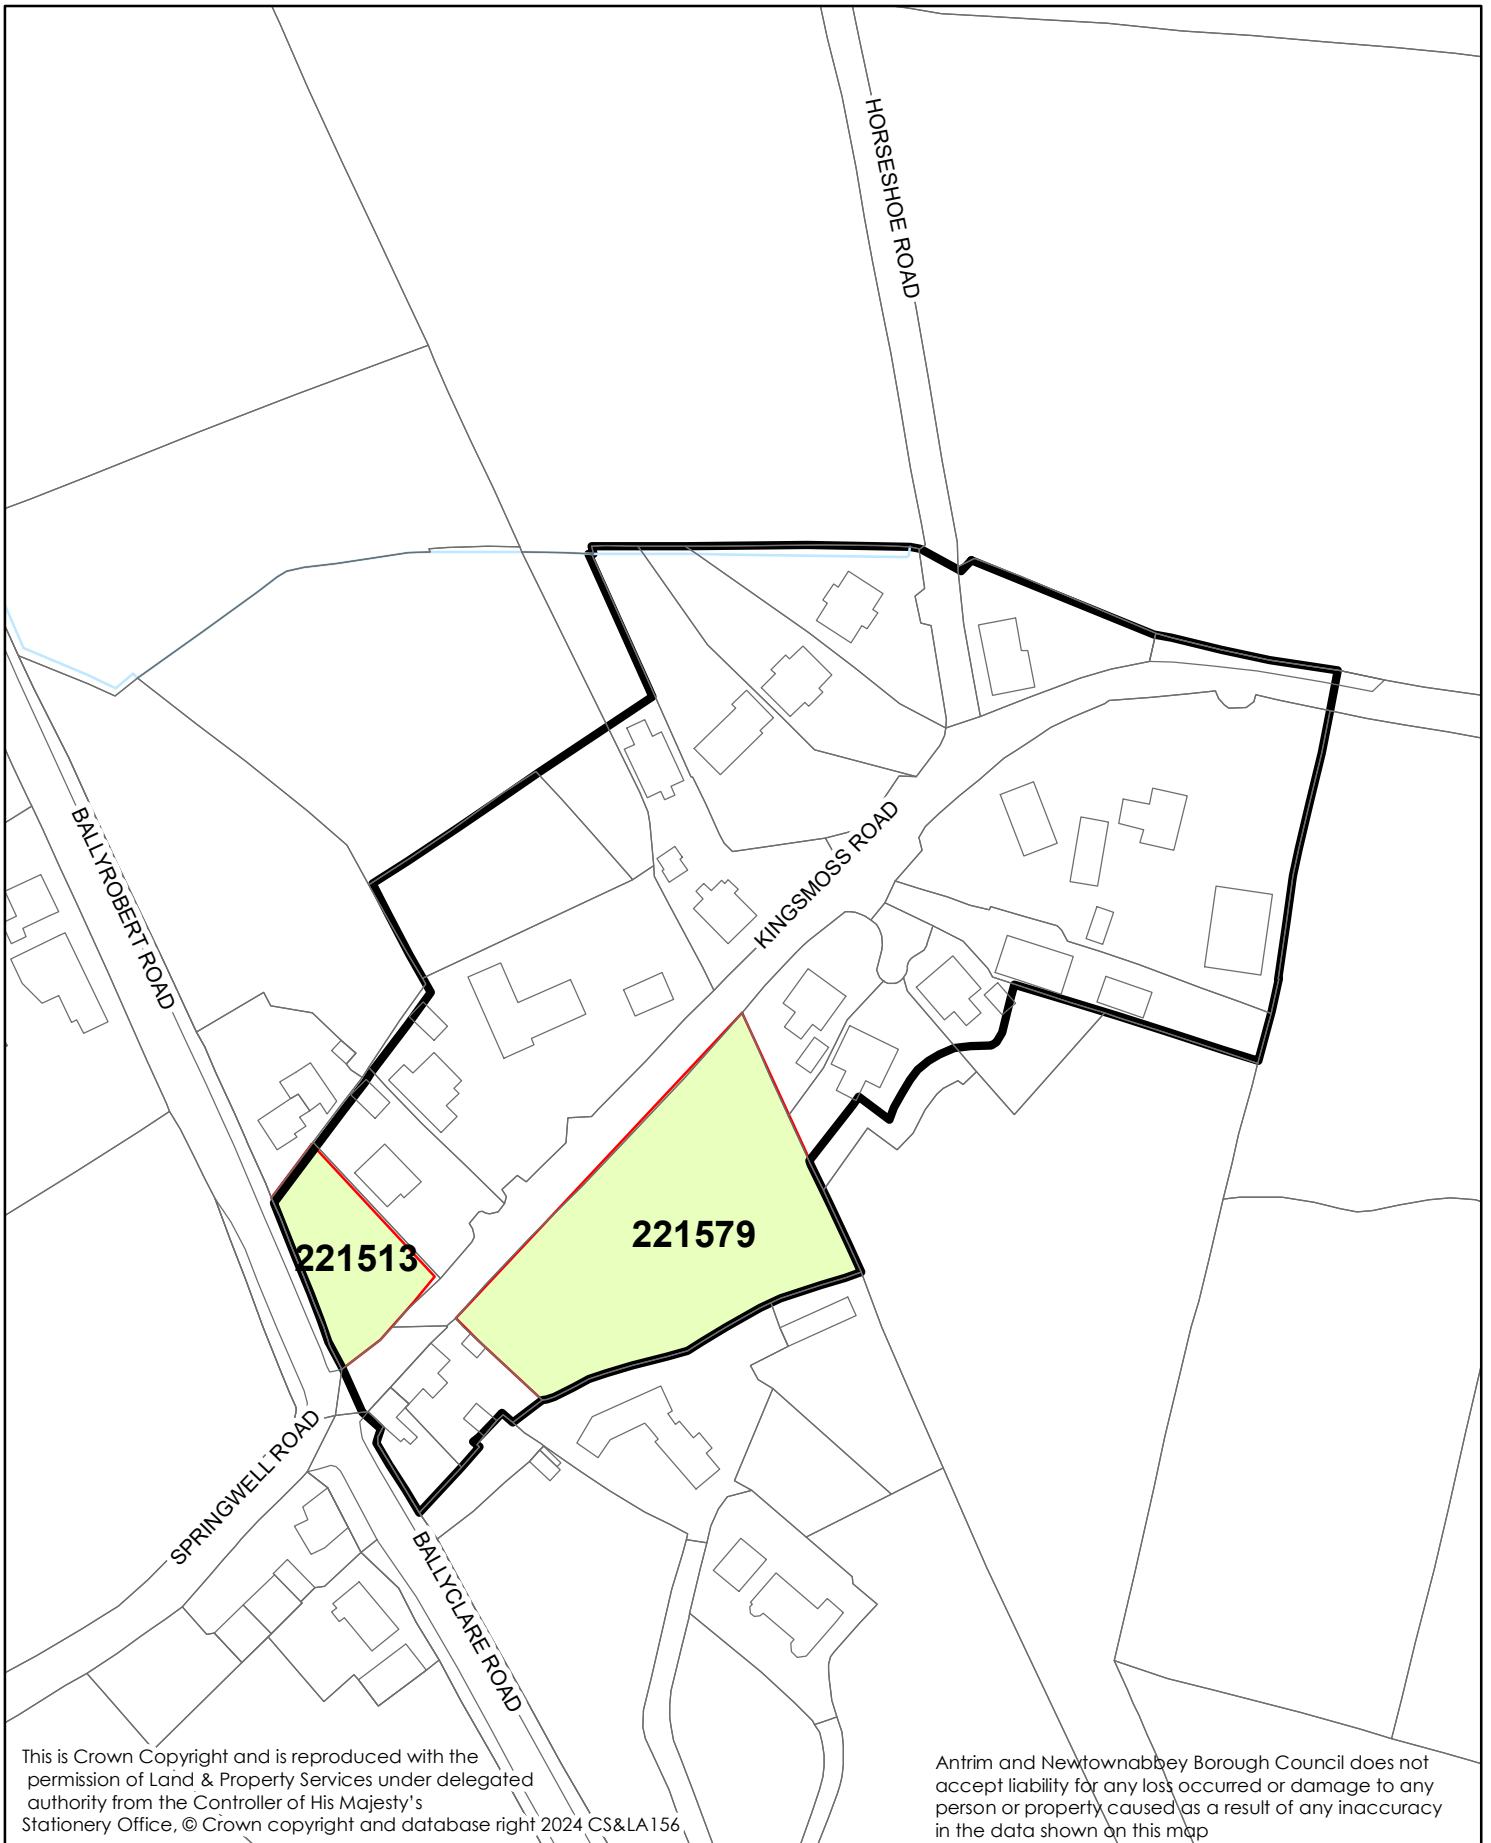 HORSESHOE ROAD
BALLYROBERT ROAD
KINGSMOSS ROAD
221579
221513
SPRINGWELL ROAD
BALLYCLARE ROAD
This is Crown Copyright and is reproduced with the
permission of Land & Property Services under delegated
authority from the Controller of His Majesty's
Stationery Office, © Crown copyright and database right 2024 CS&LA156
Antrim and Newtownabbey Borough Council does not
accept liability for any loss occurred or damage to any
person or property caused as a result of any inaccuracy
in the data shown on this map